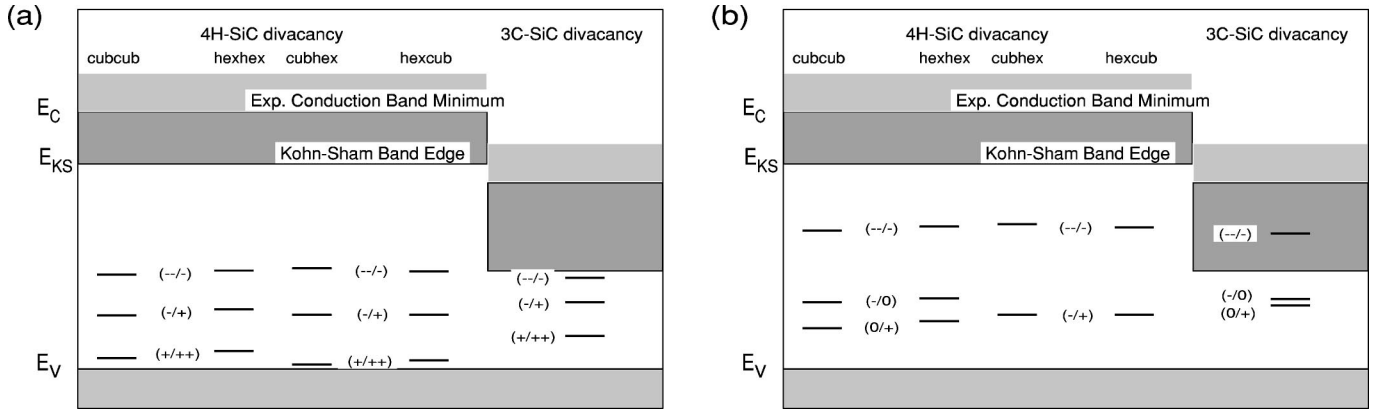 (a)
4H-SiC divacancy 3C-SiC divacancy
cubcub hexhex cubhex hexcub
Exp. Conduction Band Minimum
E_C
Kohn-Sham Band Edge
E_KS
(--/-) (--/-) (--/-)
(-/+) (-/+) (-/+)
(+/++)
(+/++) (+/++)
E_V
(b)
4H-SiC divacancy 3C-SiC divacancy
cubcub hexhex cubhex hexcub
Exp. Conduction Band Minimum
E_C
Kohn-Sham Band Edge
E_KS
(--/-) (--/-) (--/-)
(-/0) (-/0)
(0/+) (-/+) (0/+)
E_V